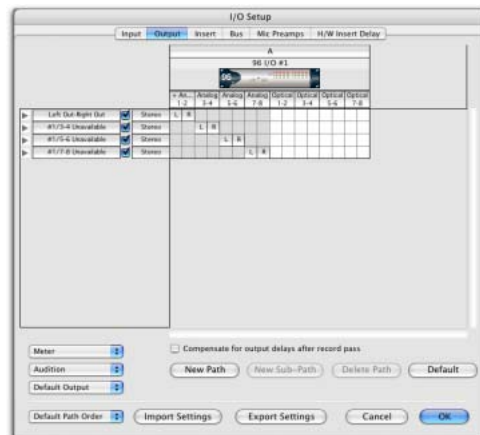 I/O Setup
Input Output Insert Bus Mic Preamps H/W Insert Delay
A
96 I/O #1
96
Analog Analog Analog Optical Optical Optical Optical
1-2 3-4 5-6 7-8 1-2 3-4 5-6 7-8
Left Out-Right Out Stereo L R
#1/3-4 Unavailable Stereo L R
#1/5-6 Unavailable Stereo L R
#1/7-8 Unavailable Stereo L R
Meter
Compensate for output delays after record pass
Audition
New Path New Sub-Path Delete Path Default
Default Output
Default Path Order Import Settings Export Settings Cancel OK